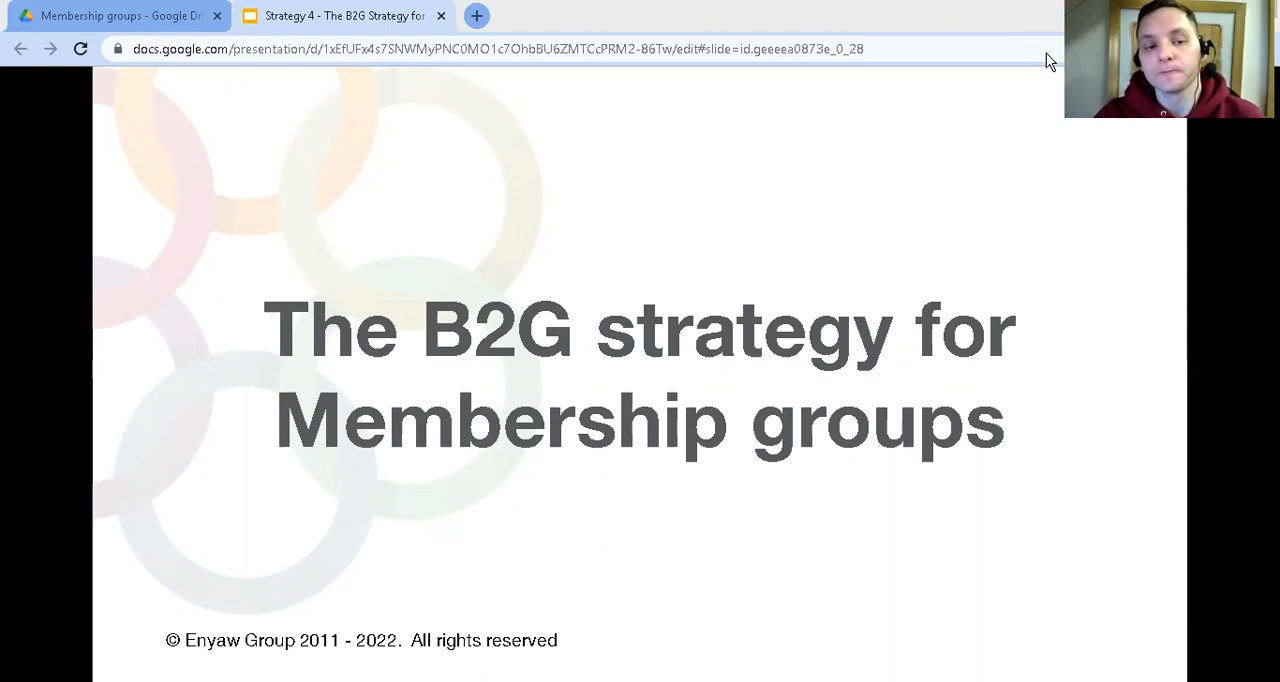 Membership groups - Google Dri
Strategy 4 - The B2G Strategy for
docs.google.com/presentation/d/1xEfUFx4s7SNWMyPNC0MO1c7OhbBU6ZMTCcPRM2-86Tw/edit#slide=id.geeeea0873e_0_28
The B2G strategy for
Membership groups
© Enyaw Group 2011 - 2022. All rights reserved